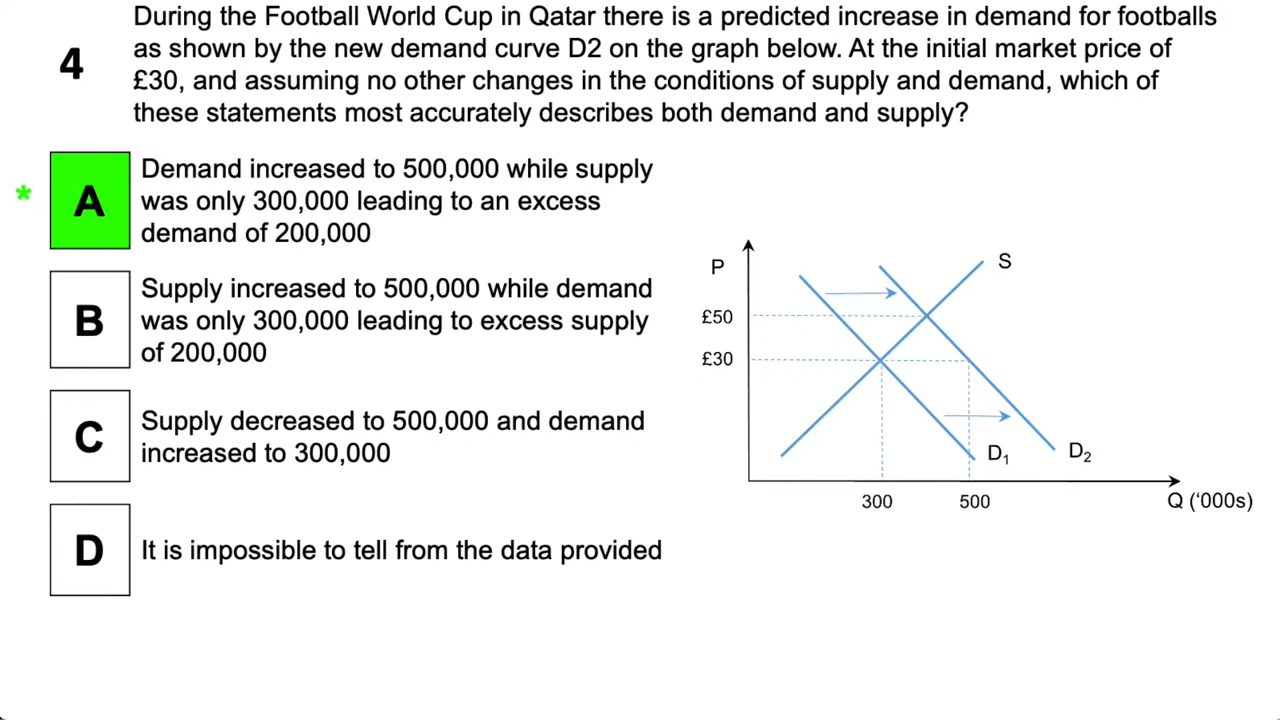 4
During the Football World Cup in Qatar there is a predicted increase in demand for footballs
as shown by the new demand curve D2 on the graph below. At the initial market price of
£30, and assuming no other changes in the conditions of supply and demand, which of
these statements most accurately describes both demand and supply?
*
A
Demand increased to 500,000 while supply
was only 300,000 leading to an excess
demand of 200,000
B
Supply increased to 500,000 while demand
was only 300,000 leading to excess supply
of 200,000
C
Supply decreased to 500,000 and demand
increased to 300,000
D
It is impossible to tell from the data provided
P
S
£50
£30
D₁
D₂
300
500
Q (‘000s)